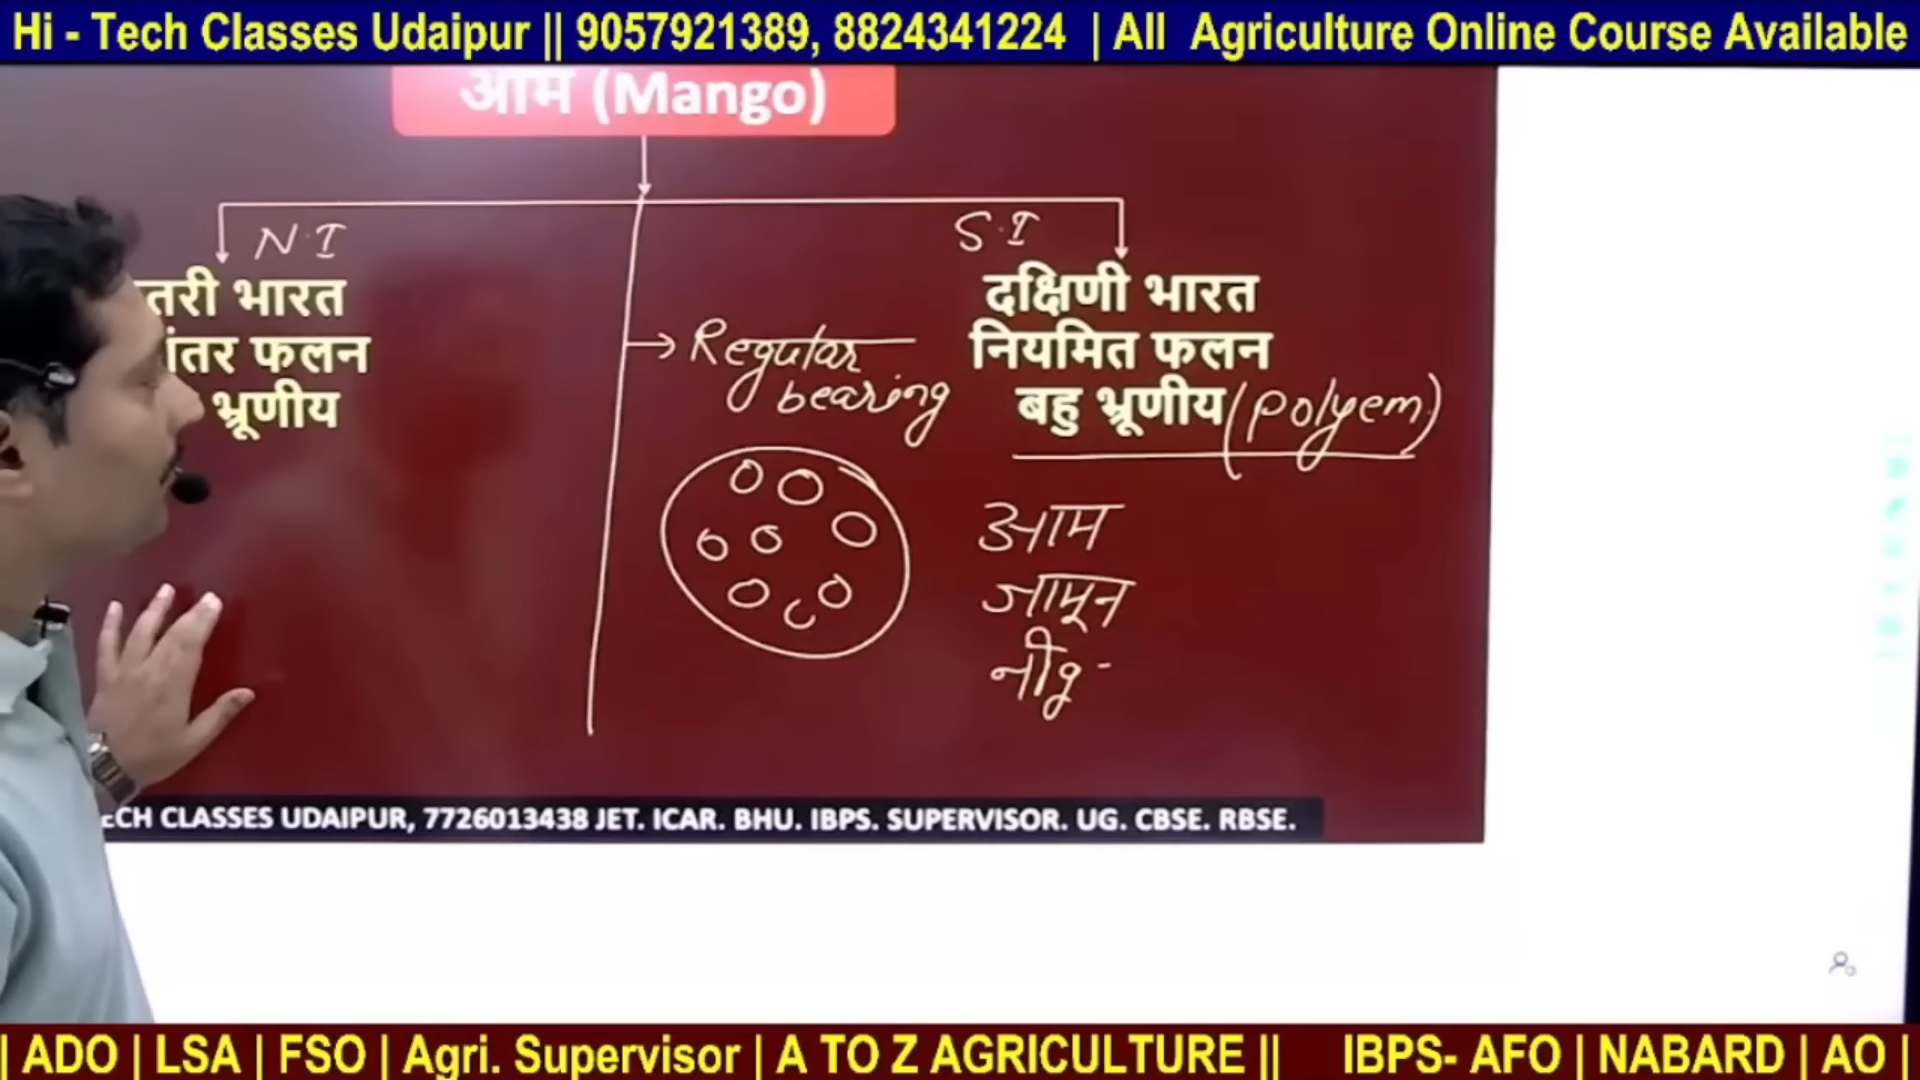 Hi - Tech Classes Udaipur || 9057921389, 8824341224 | All Agriculture Online Course Available
आम (Mango)
N.I
S.I
तरी भारत
ंतर फलन
भ्रूणीय
→ Regular
bearing
दक्षिणी भारत
नियमित फलन
बहु भ्रूणीय (Polyem)
आम
जामून
नीबू -
ECH CLASSES UDAIPUR, 7726013438 JET. ICAR. BHU. IBPS. SUPERVISOR. UG. CBSE. RBSE.
| ADO | LSA | FSO | Agri. Supervisor | A TO Z AGRICULTURE || IBPS- AFO | NABARD | AO |